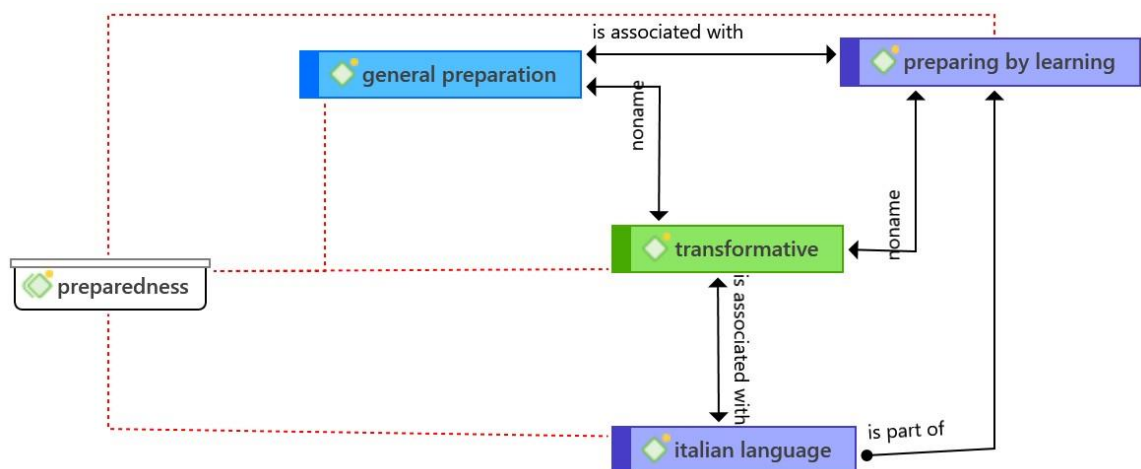 is associated with
general preparation
preparing by learning
noname
noname
transformative
preparedness
is associated with
is part of
italian language